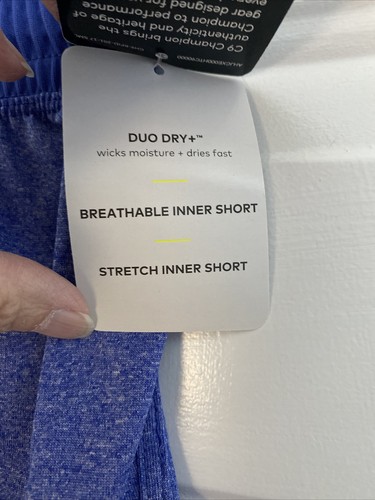 C9 Champion brings the
authenticity and heritage of
Champion to performance
gear designed for
DUO DRY+™
wicks moisture + dries fast
BREATHABLE INNER SHORT
STRETCH INNER SHORT